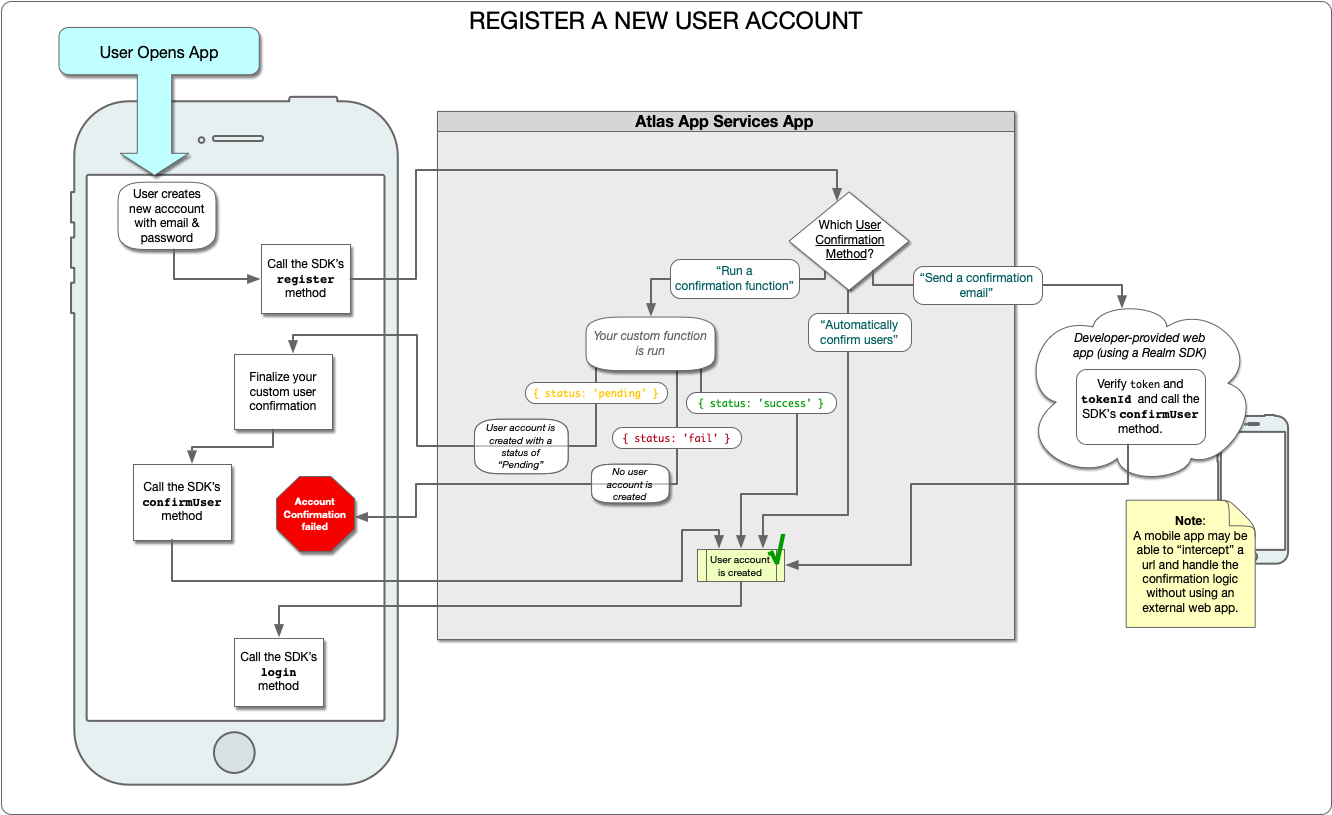 REGISTER A NEW USER ACCOUNT
User Opens App
Atlas App Services App
User creates
new acccount
with email &
password
Call the SDK’s
register
method
Which User
Confirmation
Method?
“Run a
confirmation function”
“Send a confirmation
email”
“Automatically
confirm users”
Your custom function
is run
Developer-provided web
app (using a Realm SDK)
Verify token and
tokenId and call the
SDK’s confirmUser
method.
Finalize your
custom user
confirmation
{ status: 'pending' }
{ status: 'success' }
{ status: 'fail' }
User account is
created with a
status of
“Pending”
No user
account is
created
Call the SDK’s
confirmUser
method
Account
Confirmation
failed
User account
is created
Note:
A mobile app may be
able to “intercept” a
url and handle the
confirmation logic
without using an
external web app.
Call the SDK’s
login
method